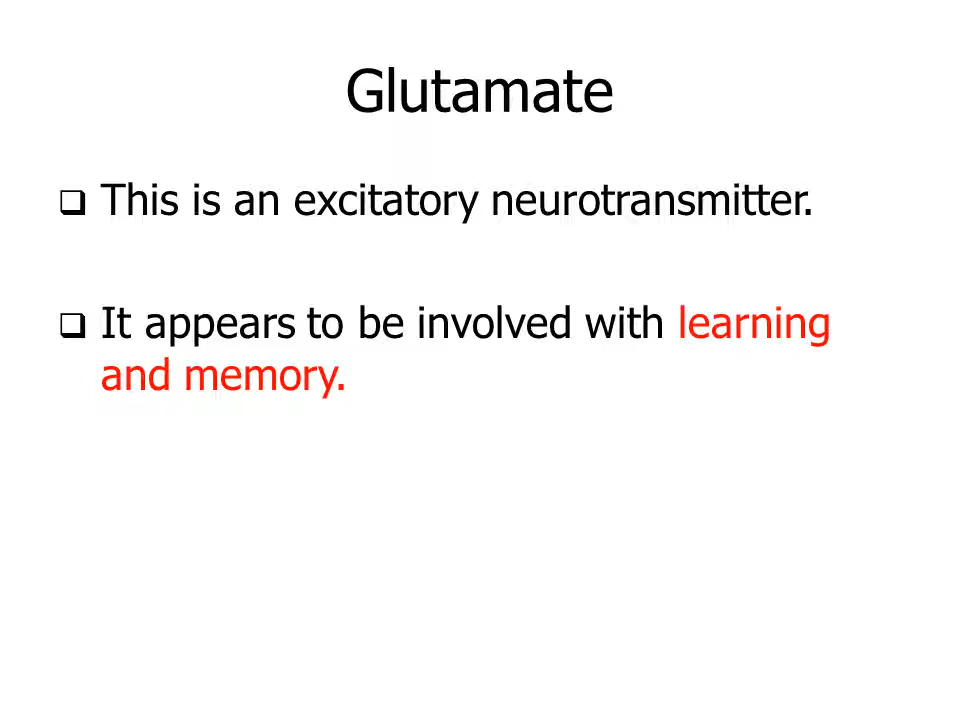 Glutamate
❑ This is an excitatory neurotransmitter.
❑ It appears to be involved with learning
and memory.